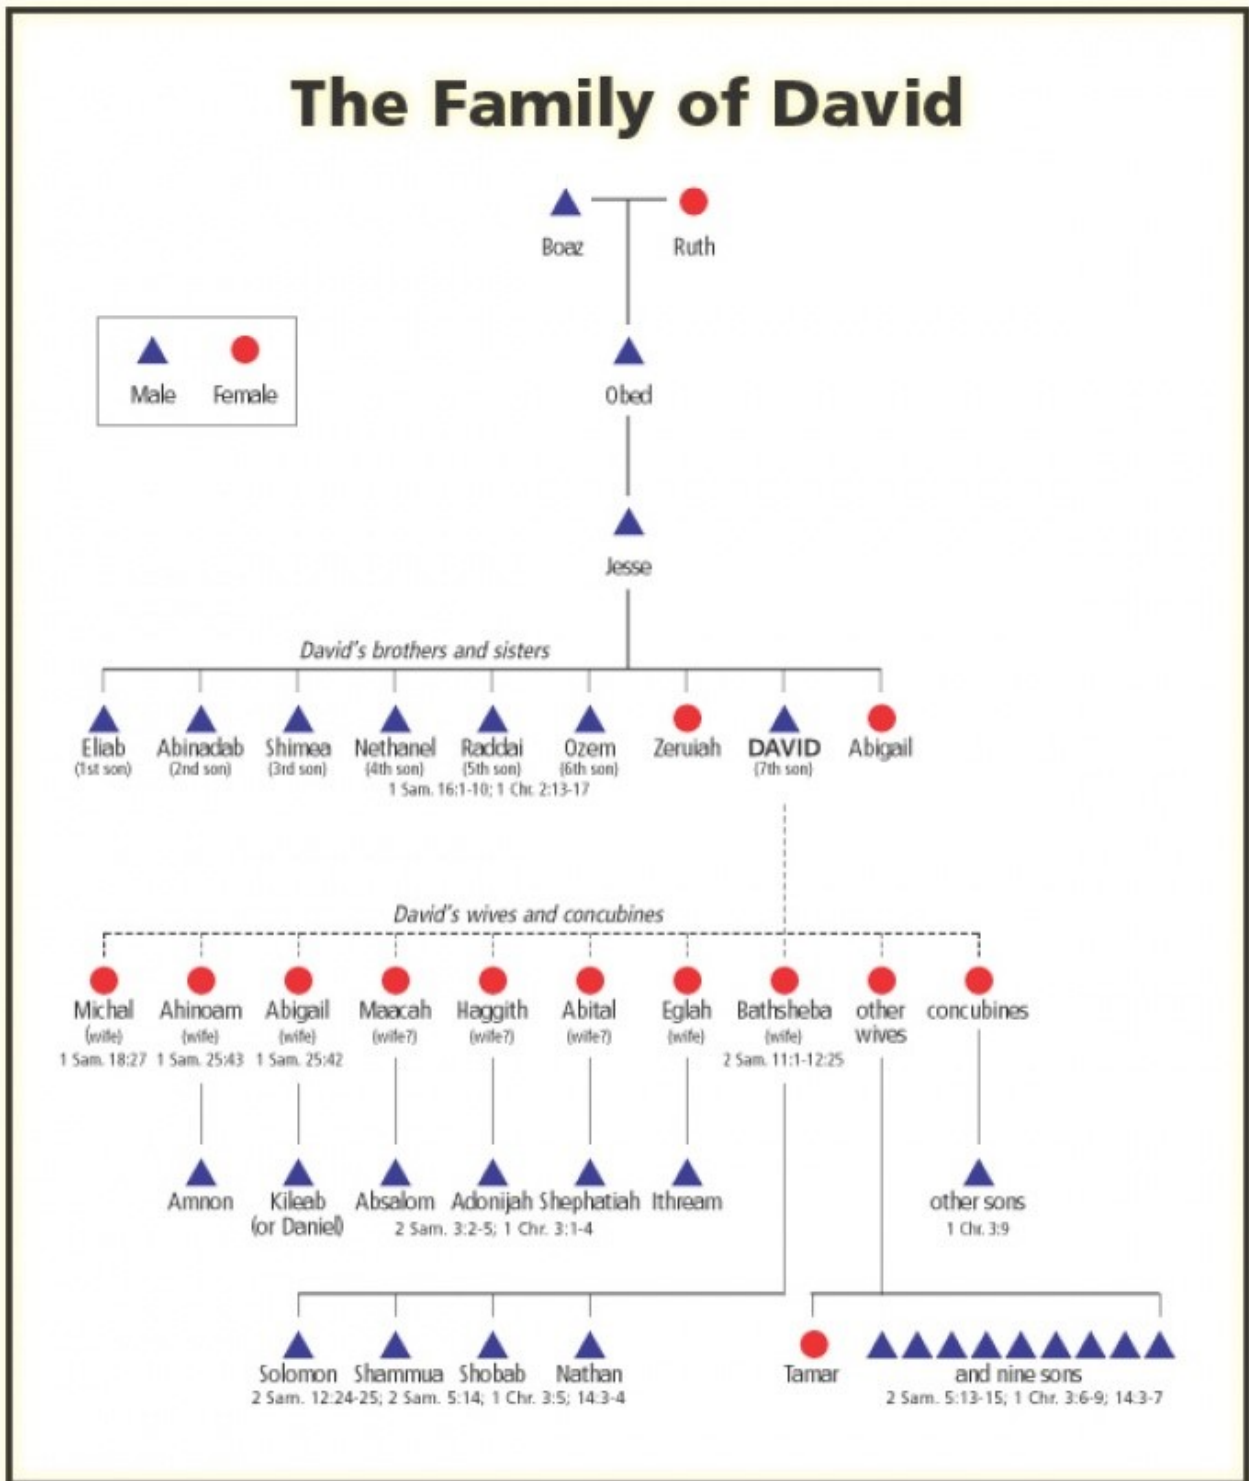 The Family of David
Boaz Ruth
Male Female
Obed
Jesse
David's brothers and sisters
Eliab Abinadab Shimea Nethanel Raddai Ozem Zeruiah DAVID Abigail
(1st son) (2nd son) (3rd son) (4th son) (5th son) (6th son) (7th son)
1 Sam. 16:1-10; 1 Chr. 2:13-17
David's wives and concubines
Michal Ahinoam Abigail Maacah Haggith Abital Eglah Bathsheba other concubines
(wife) (wife) (wife) (wife?) (wife?) (wife?) (wife) (wife) wives
1 Sam. 18:27 1 Sam. 25:43 1 Sam. 25:42 2 Sam. 11:1-12:25
Amnon Kileab Absalom Adonijah Shephatiah Ithream other sons
(or Daniel) 2 Sam. 3:2-5; 1 Chr. 3:1-4 1 Chr. 3:9
Solomon Shammua Shobab Nathan Tamar and nine sons
2 Sam. 12:24-25; 2 Sam. 5:14; 1 Chr. 3:5; 14:3-4 2 Sam. 5:13-15; 1 Chr. 3:6-9; 14:3-7